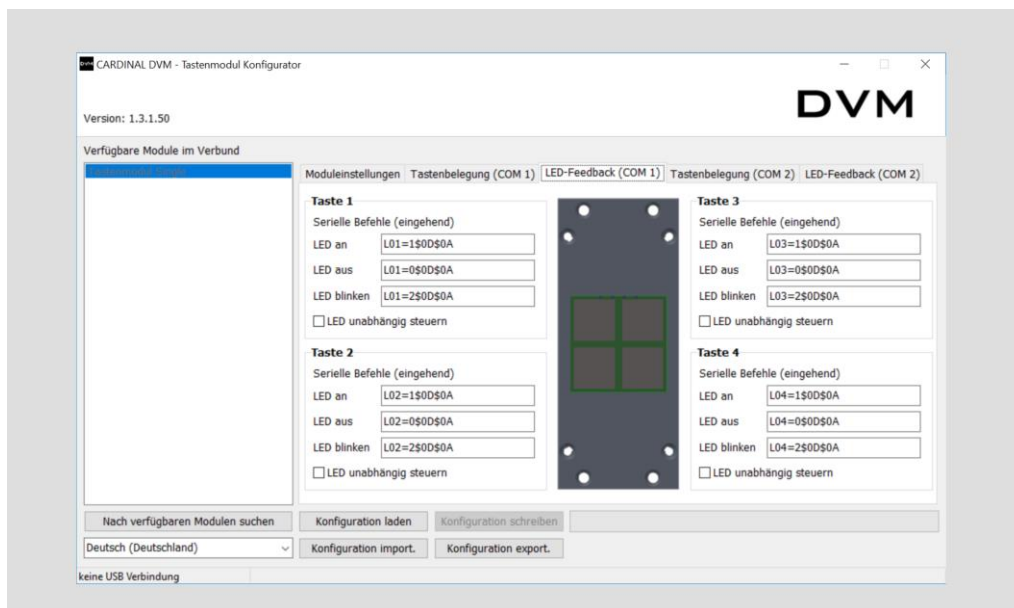 DVM CARDINAL DVM - Tastenmodul Konfigurator
DVM
Version: 1.3.1.50
Verfügbare Module im Verbund
Tastenmodul Single
Moduleinstellungen Tastenbelegung (COM 1) LED-Feedback (COM 1) Tastenbelegung (COM 2) LED-Feedback (COM 2)
Taste 1
Serielle Befehle (eingehend)
LED an L01=1$0D$0A
LED aus L01=0$0D$0A
LED blinken L01=2$0D$0A
LED unabhängig steuern
Taste 2
Serielle Befehle (eingehend)
LED an L02=1$0D$0A
LED aus L02=0$0D$0A
LED blinken L02=2$0D$0A
LED unabhängig steuern
Taste 3
Serielle Befehle (eingehend)
LED an L03=1$0D$0A
LED aus L03=0$0D$0A
LED blinken L03=2$0D$0A
LED unabhängig steuern
Taste 4
Serielle Befehle (eingehend)
LED an L04=1$0D$0A
LED aus L04=0$0D$0A
LED blinken L04=2$0D$0A
LED unabhängig steuern
Nach verfügbaren Modulen suchen Konfiguration laden Konfiguration schreiben
Deutsch (Deutschland) Konfiguration import. Konfiguration export.
keine USB Verbindung